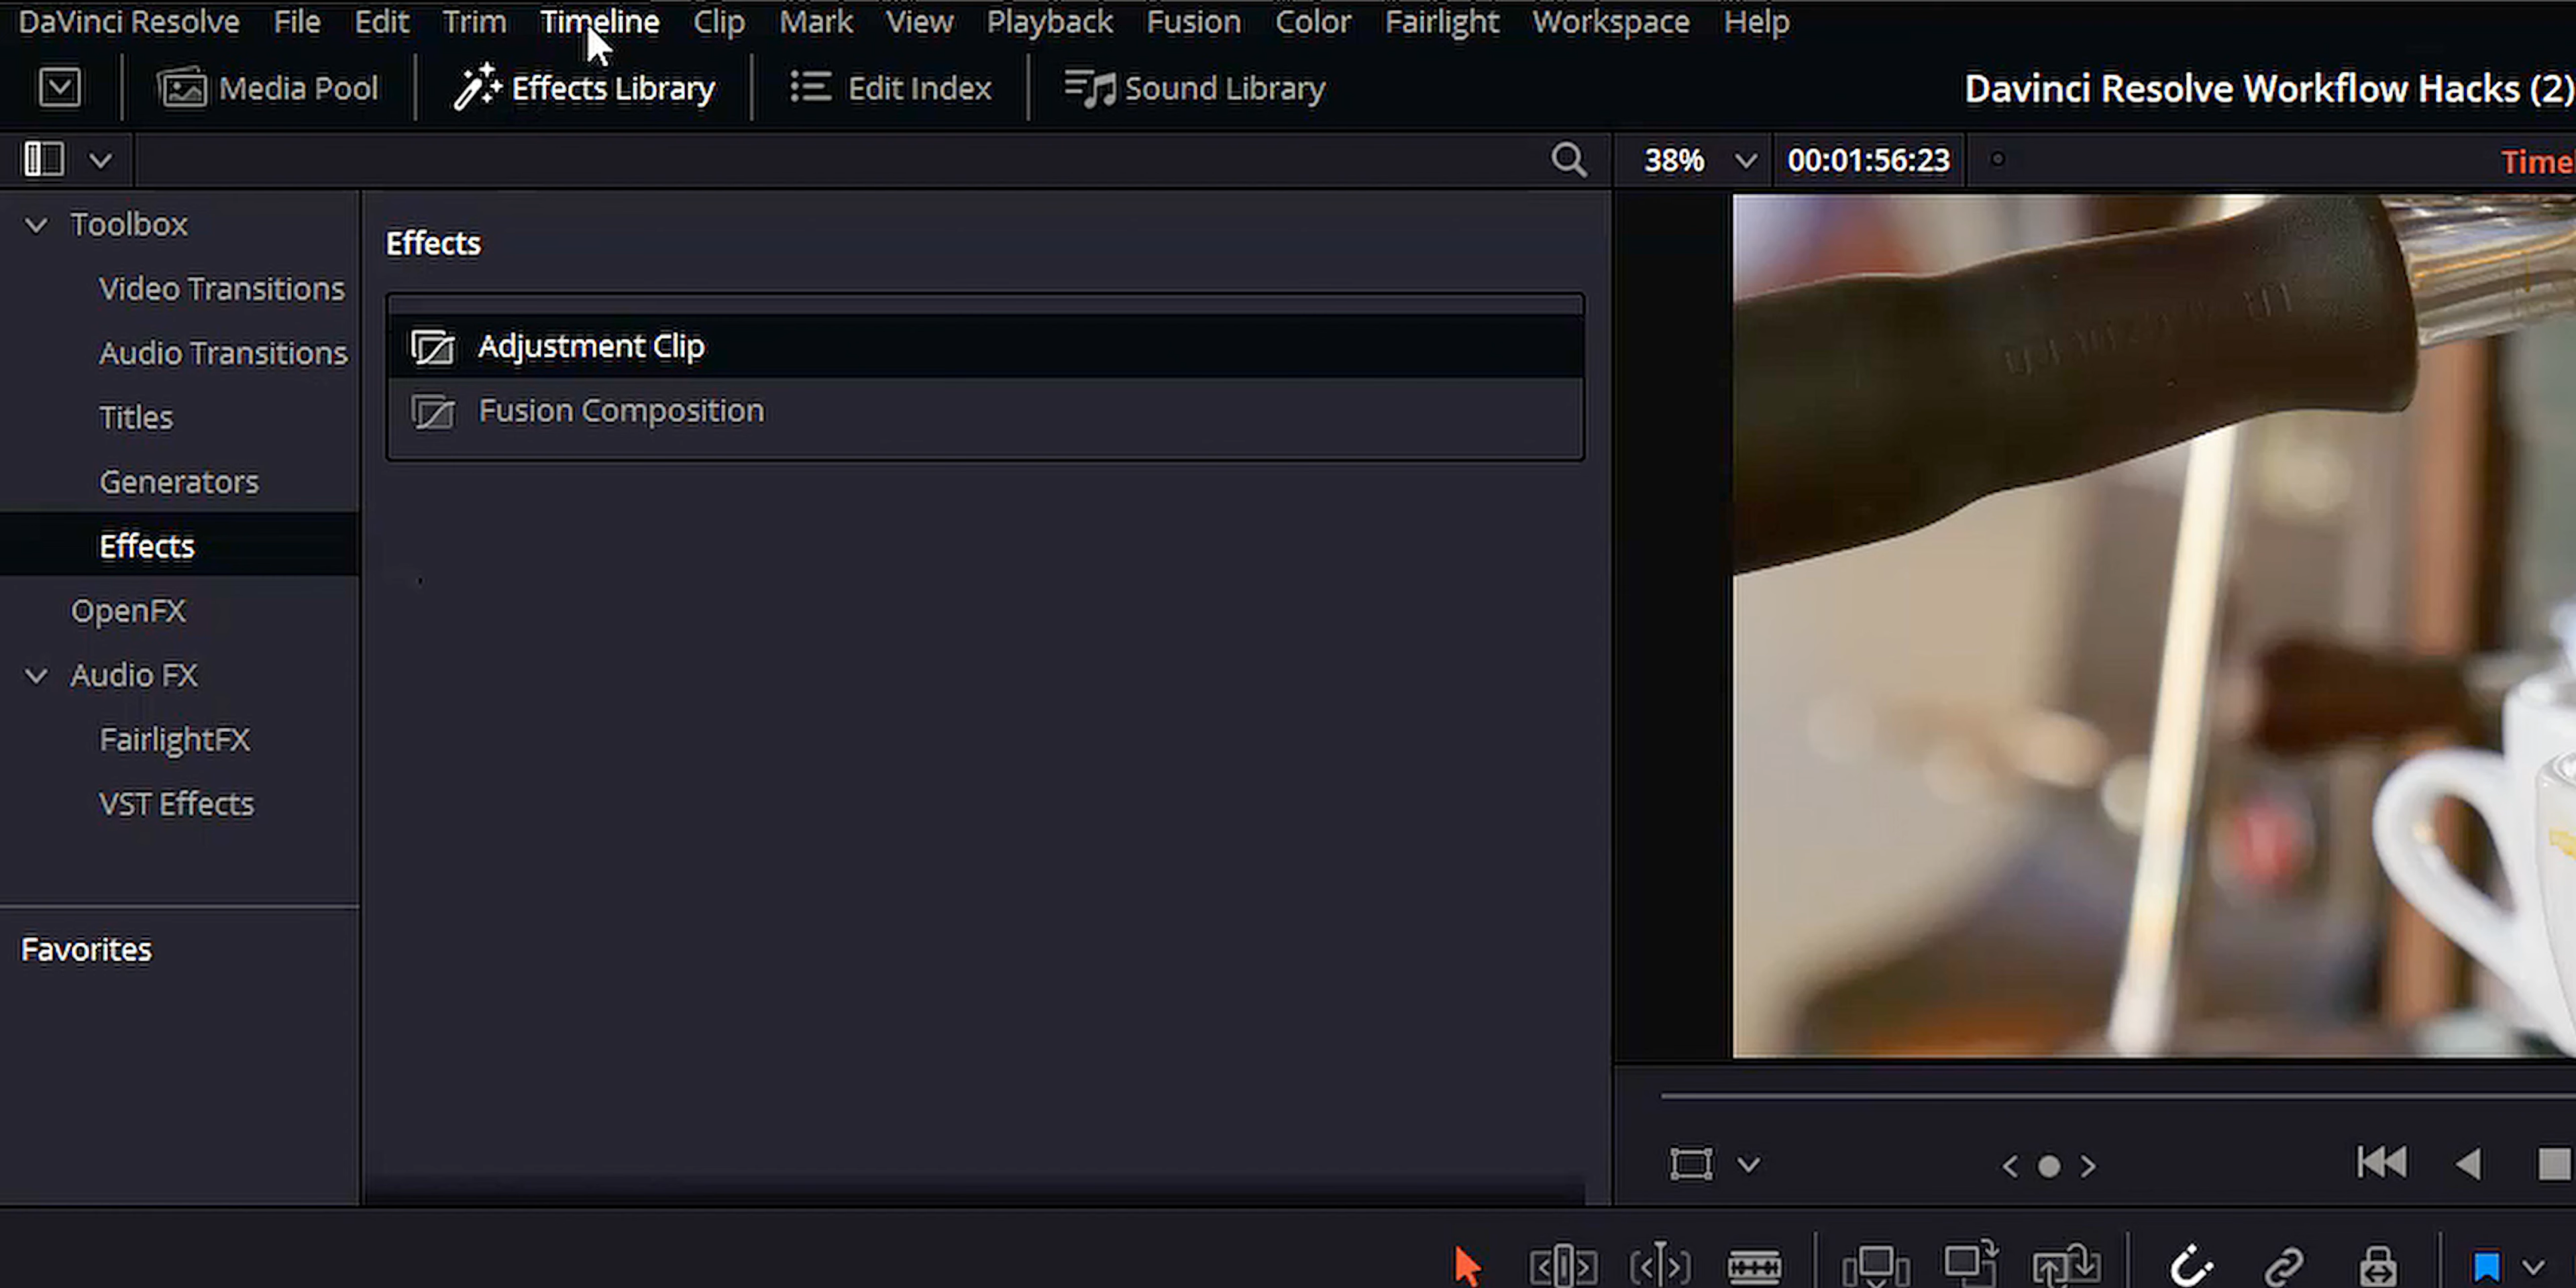 DaVinci Resolve File Edit Trim Timeline Clip Mark View Playback Fusion Color Fairlight Workspace Help
Media Pool Effects Library Edit Index Sound Library Davinci Resolve Workflow Hacks (2)
38% 00:01:56:23
Toolbox
Video Transitions
Audio Transitions
Titles
Generators
Effects
OpenFX
Audio FX
FairlightFX
VST Effects
Favorites
Effects
Adjustment Clip
Fusion Composition